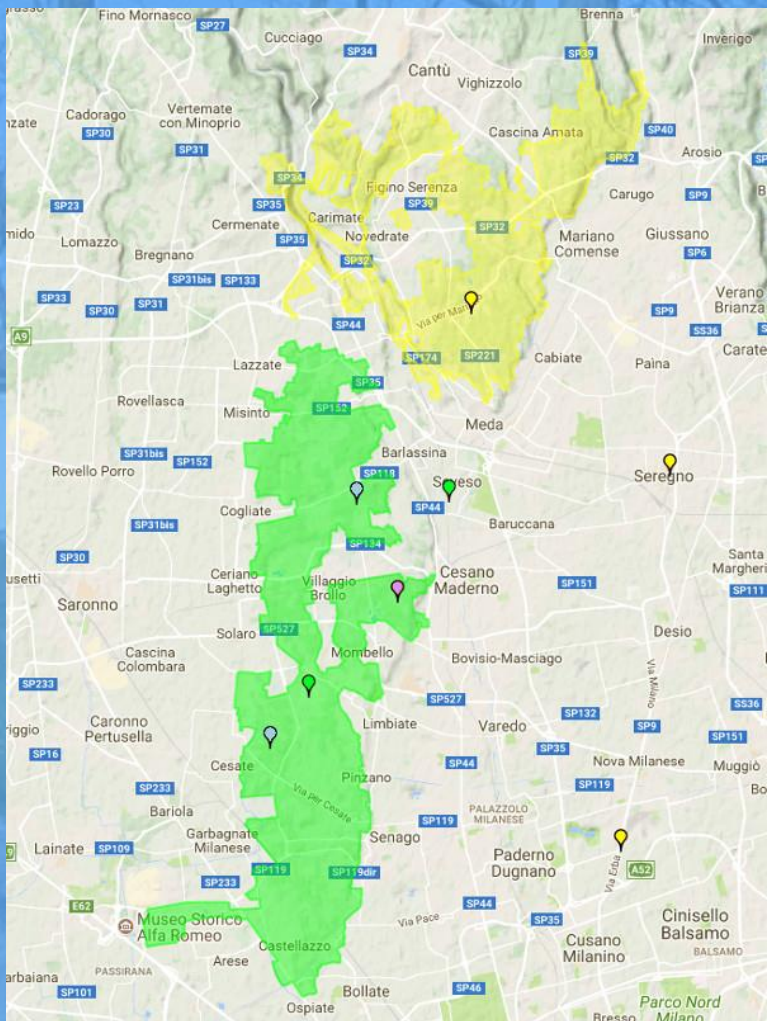 Fino Mornasco
Brenna
SP27
Inverigo
Cucciago
SP34
SP39
Cantù
Vighizzolo
Cadorago
Vertemate
con Minoprio
SP30
Cascina Amata
SP40
SP31
Arosio
SP32
SP34
Figino Serenza
SP23
SP35
SP39
Carugo
SP9
Cermenate
Carimate
SP32
Giussano
Lomazzo
SP35
Novedrate
Mariano
Comense
SP6
Bregnano
SP32
SP31bis
SP133
Verano
Brianza
SP33
SP31
SP30
Via per Mariano
SP9
SS36
A9
SP44
Carate
SP174
SP221
Cabiate
Paina
Lazzate
SP35
Rovellasca
Misinto
SP152
Meda
SP31bis
SP152
Barlassina
Rovello Porro
SP118
Seveso
Seregno
Cogliate
SP44
SP31bis
Baruccana
SP30
SP134
Santa
Margheri
Ceriano
Laghetto
Villaggio
Brollo
Cesano
Maderno
SP151
SP111
Saronno
Solaro
SP527
Desio
Cascina
Colombara
Mombello
Bovisio-Masciago
SP233
Via Milano
SP527
SS36
Caronno
Pertusella
Limbiate
Varedo
SP132
SP9
SP151
SP16
SP35
Cesate
SP44
Nova Milanese
Muggiò
Pinzano
SP233
SP119
Via per Cesate
Bariola
PALAZZOLO
MILANESE
Garbagnate
Milanese
Senago
SP119
Lainate
SP109
Paderno
Dugnano
Via Erba
SP119
SP119dir
A52
SP233
E62
SP44
Museo Storico
Alfa Romeo
Via Pace
SP35
Cinisello
Balsamo
Castellazzo
Cusano
Milanino
Arese
BALSAMO
PASSIRANA
SP101
Bollate
SP46
Ospiate
Parco Nord
Milano
Bresso